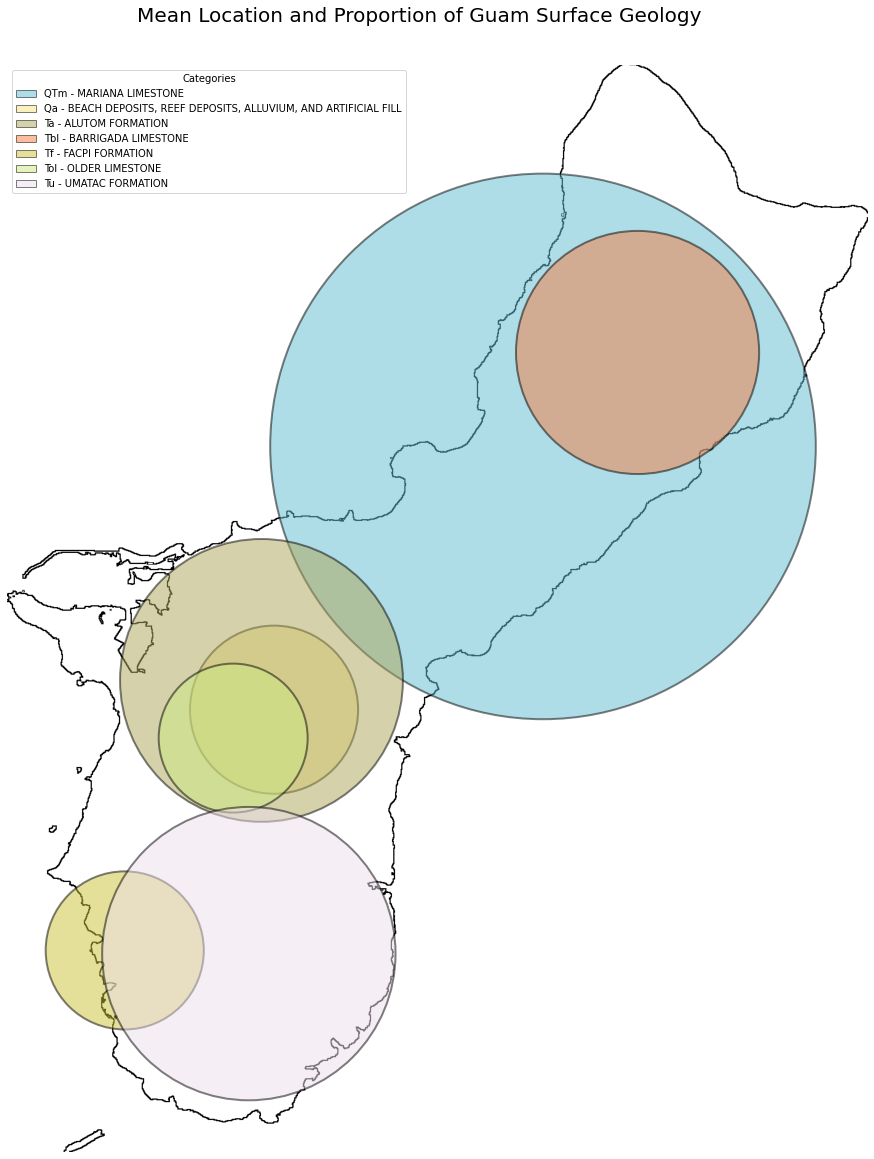 Mean Location and Proportion of Guam Surface Geology
Categories
QTm - MARIANA LIMESTONE
Qa - BEACH DEPOSITS, REEF DEPOSITS, ALLUVIUM, AND ARTIFICIAL FILL
Ta - ALUTOM FORMATION
Tbl - BARRIGADA LIMESTONE
Tf - FACPI FORMATION
Tol - OLDER LIMESTONE
Tu - UMATAC FORMATION